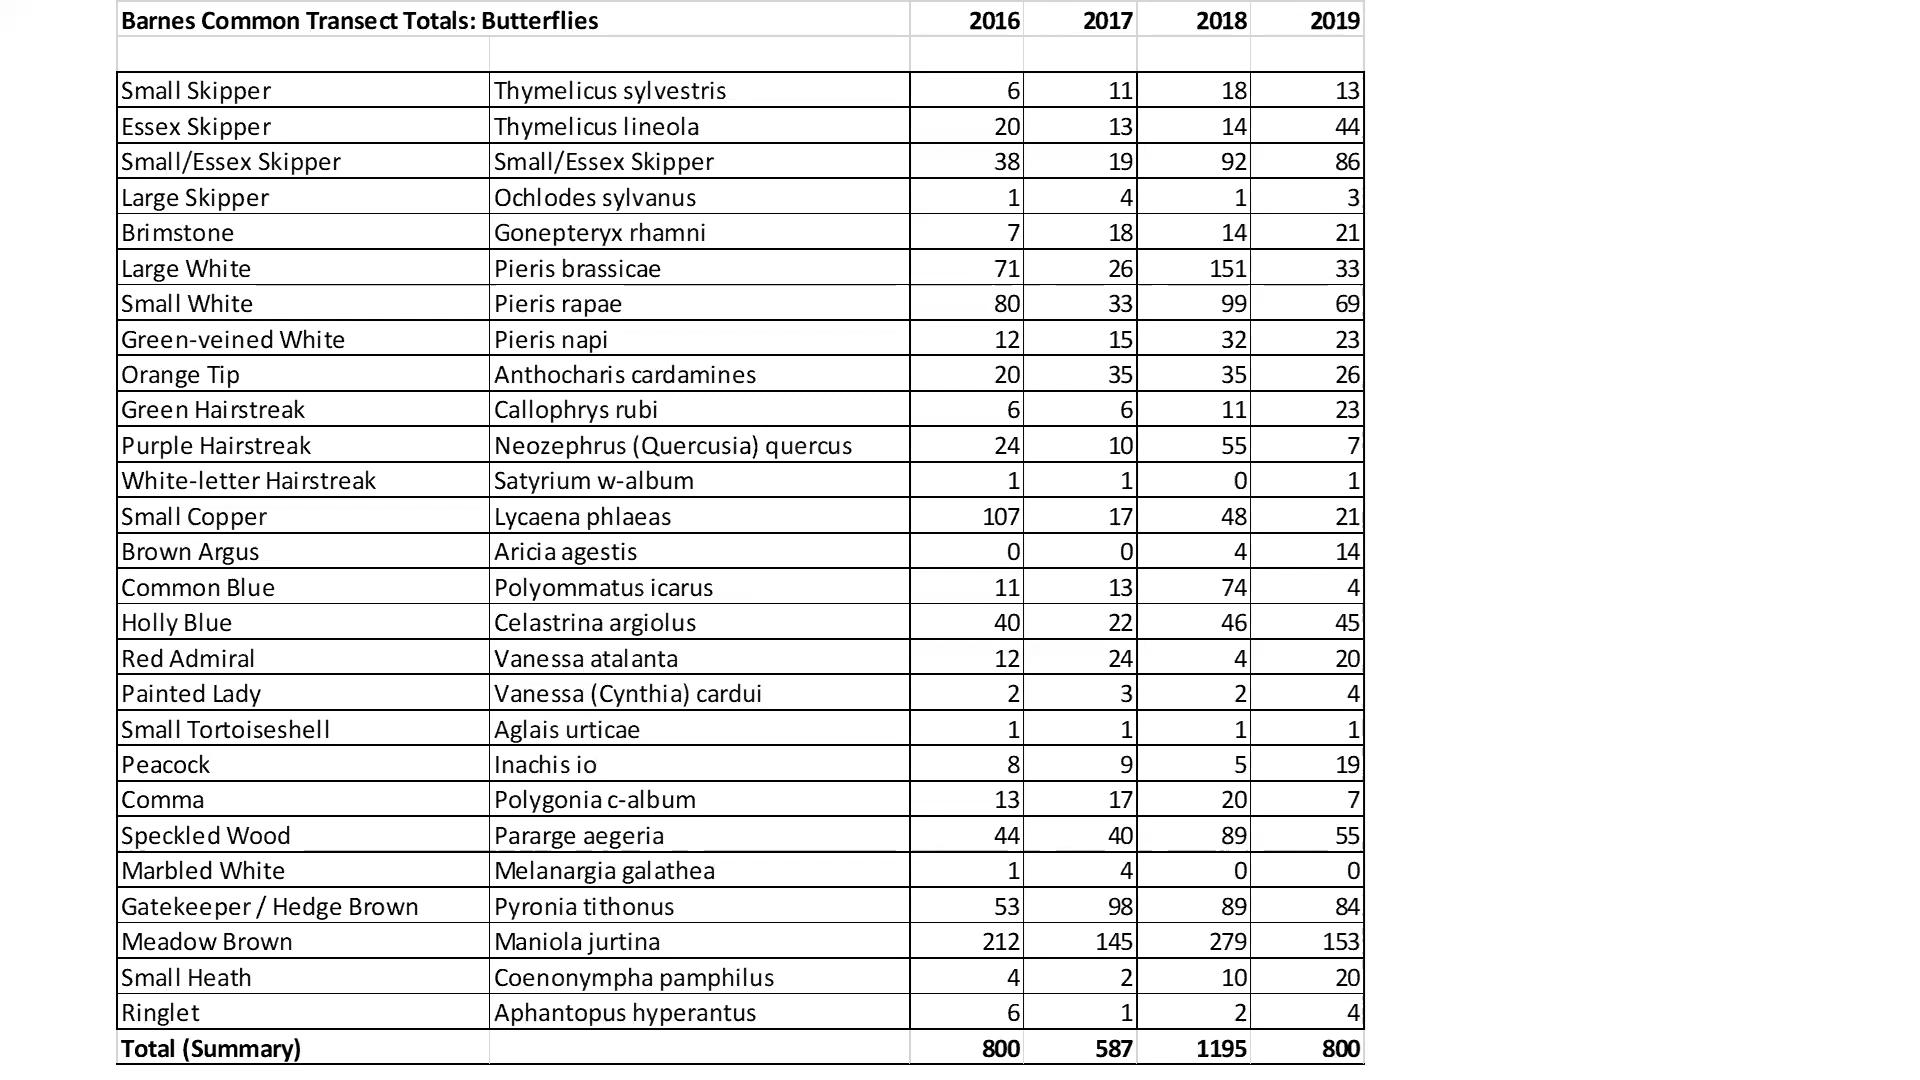 Barnes Common Transect Totals: Butterflies 2016 2017 2018 2019
Small Skipper Thymelicus sylvestris 6 11 18 13
Essex Skipper Thymelicus lineola 20 13 14 44
Small/Essex Skipper Small/Essex Skipper 38 19 92 86
Large Skipper Ochlodes sylvanus 1 4 1 3
Brimstone Gonepteryx rhamni 7 18 14 21
Large White Pieris brassicae 71 26 151 33
Small White Pieris rapae 80 33 99 69
Green-veined White Pieris napi 12 15 32 23
Orange Tip Anthocharis cardamines 20 35 35 26
Green Hairstreak Callophrys rubi 6 6 11 23
Purple Hairstreak Neozephrus (Quercusia) quercus 24 10 55 7
White-letter Hairstreak Satyrium w-album 1 1 0 1
Small Copper Lycaena phlaeas 107 17 48 21
Brown Argus Aricia agestis 0 0 4 14
Common Blue Polyommatus icarus 11 13 74 4
Holly Blue Celastrina argiolus 40 22 46 45
Red Admiral Vanessa atalanta 12 24 4 20
Painted Lady Vanessa (Cynthia) cardui 2 3 2 4
Small Tortoiseshell Aglais urticae 1 1 1 1
Peacock Inachis io 8 9 5 19
Comma Polygonia c-album 13 17 20 7
Speckled Wood Pararge aegeria 44 40 89 55
Marbled White Melanargia galathea 1 4 0 0
Gatekeeper / Hedge Brown Pyronia tithonus 53 98 89 84
Meadow Brown Maniola jurtina 212 145 279 153
Small Heath Coenonympha pamphilus 4 2 10 20
Ringlet Aphantopus hyperantus 6 1 2 4
Total (Summary) 800 587 1195 800